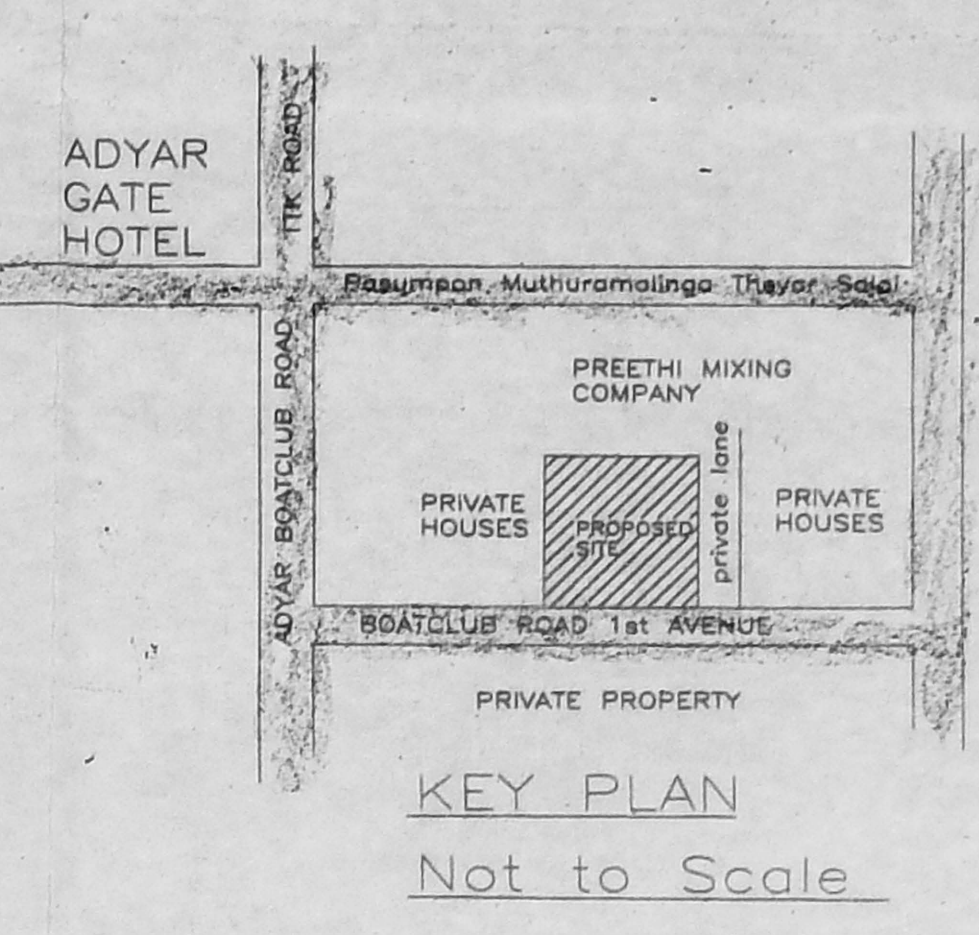 ADYAR
GATE
HOTEL
TTK ROAD
Pasumpon Muthuramalinga Thevar Salai
ADYAR BOATCLUB ROAD
PREETHI MIXING
COMPANY
PRIVATE
HOUSES
PROPOSED
SITE
private lane
PRIVATE
HOUSES
BOATCLUB ROAD 1st AVENUE
PRIVATE PROPERTY
KEY PLAN
Not to Scale